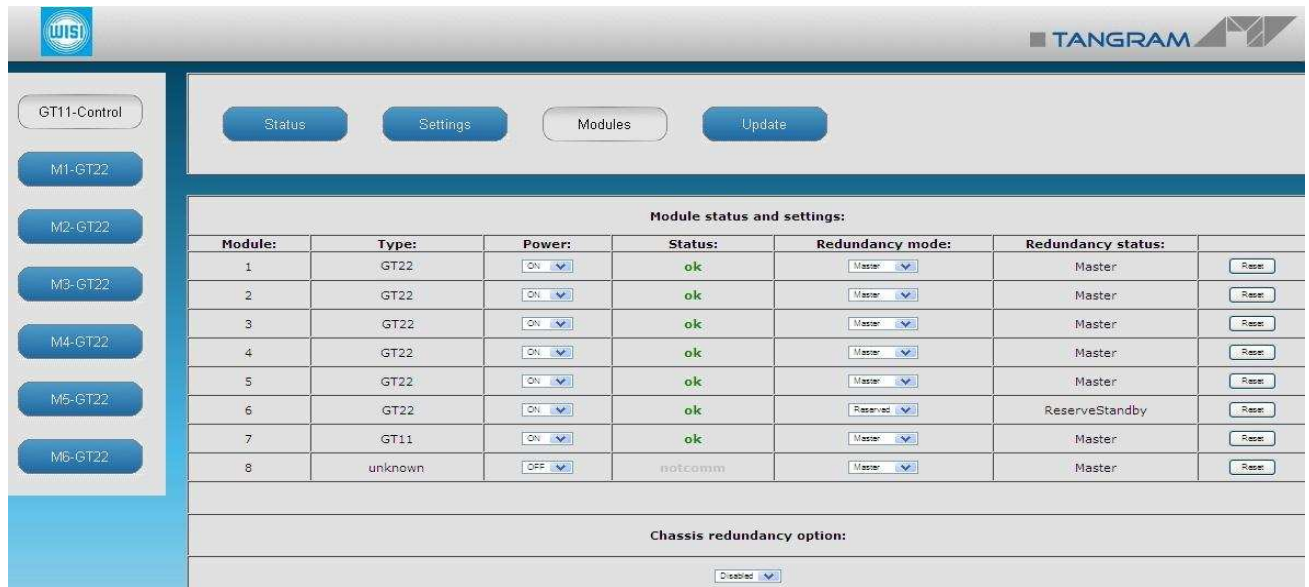 WISI
TANGRAM
GT11-Control
M1-GT22
M2-GT22
M3-GT22
M4-GT22
M5-GT22
M6-GT22
Status Settings Modules Update
Module status and settings:
Module: Type: Power: Status: Redundancy mode: Redundancy status:
1 GT22 ON ok Master Master Reset
2 GT22 ON ok Master Master Reset
3 GT22 ON ok Master Master Reset
4 GT22 ON ok Master Master Reset
5 GT22 ON ok Master Master Reset
6 GT22 ON ok Reserved ReserveStandby Reset
7 GT11 ON ok Master Master Reset
8 unknown OFF notcomm Master Master Reset
Chassis redundancy option:
Disabled